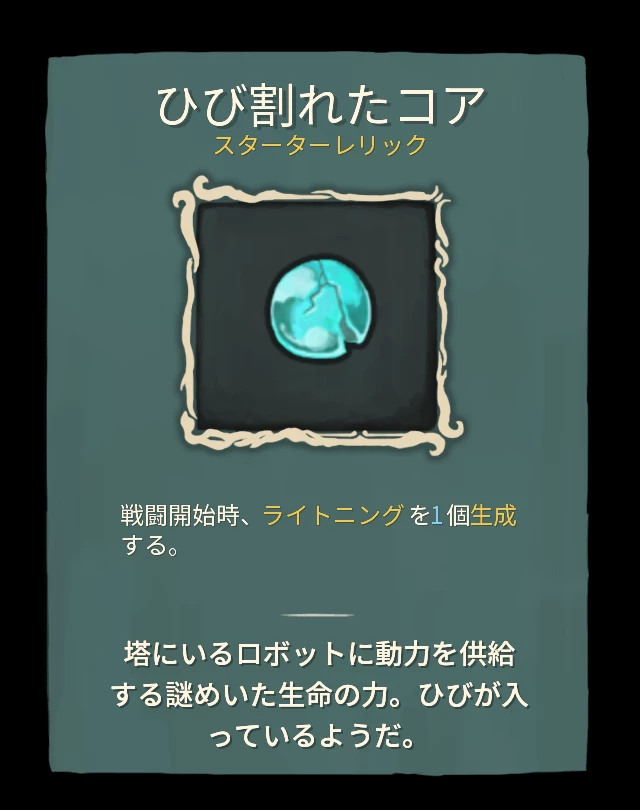 ひび割れたコア
スターターレリック
戦闘開始時、ライトニングを1個生成
する。
塔にいるロボットに動力を供給
する謎めいた生命の力。ひびが入
っているようだ。